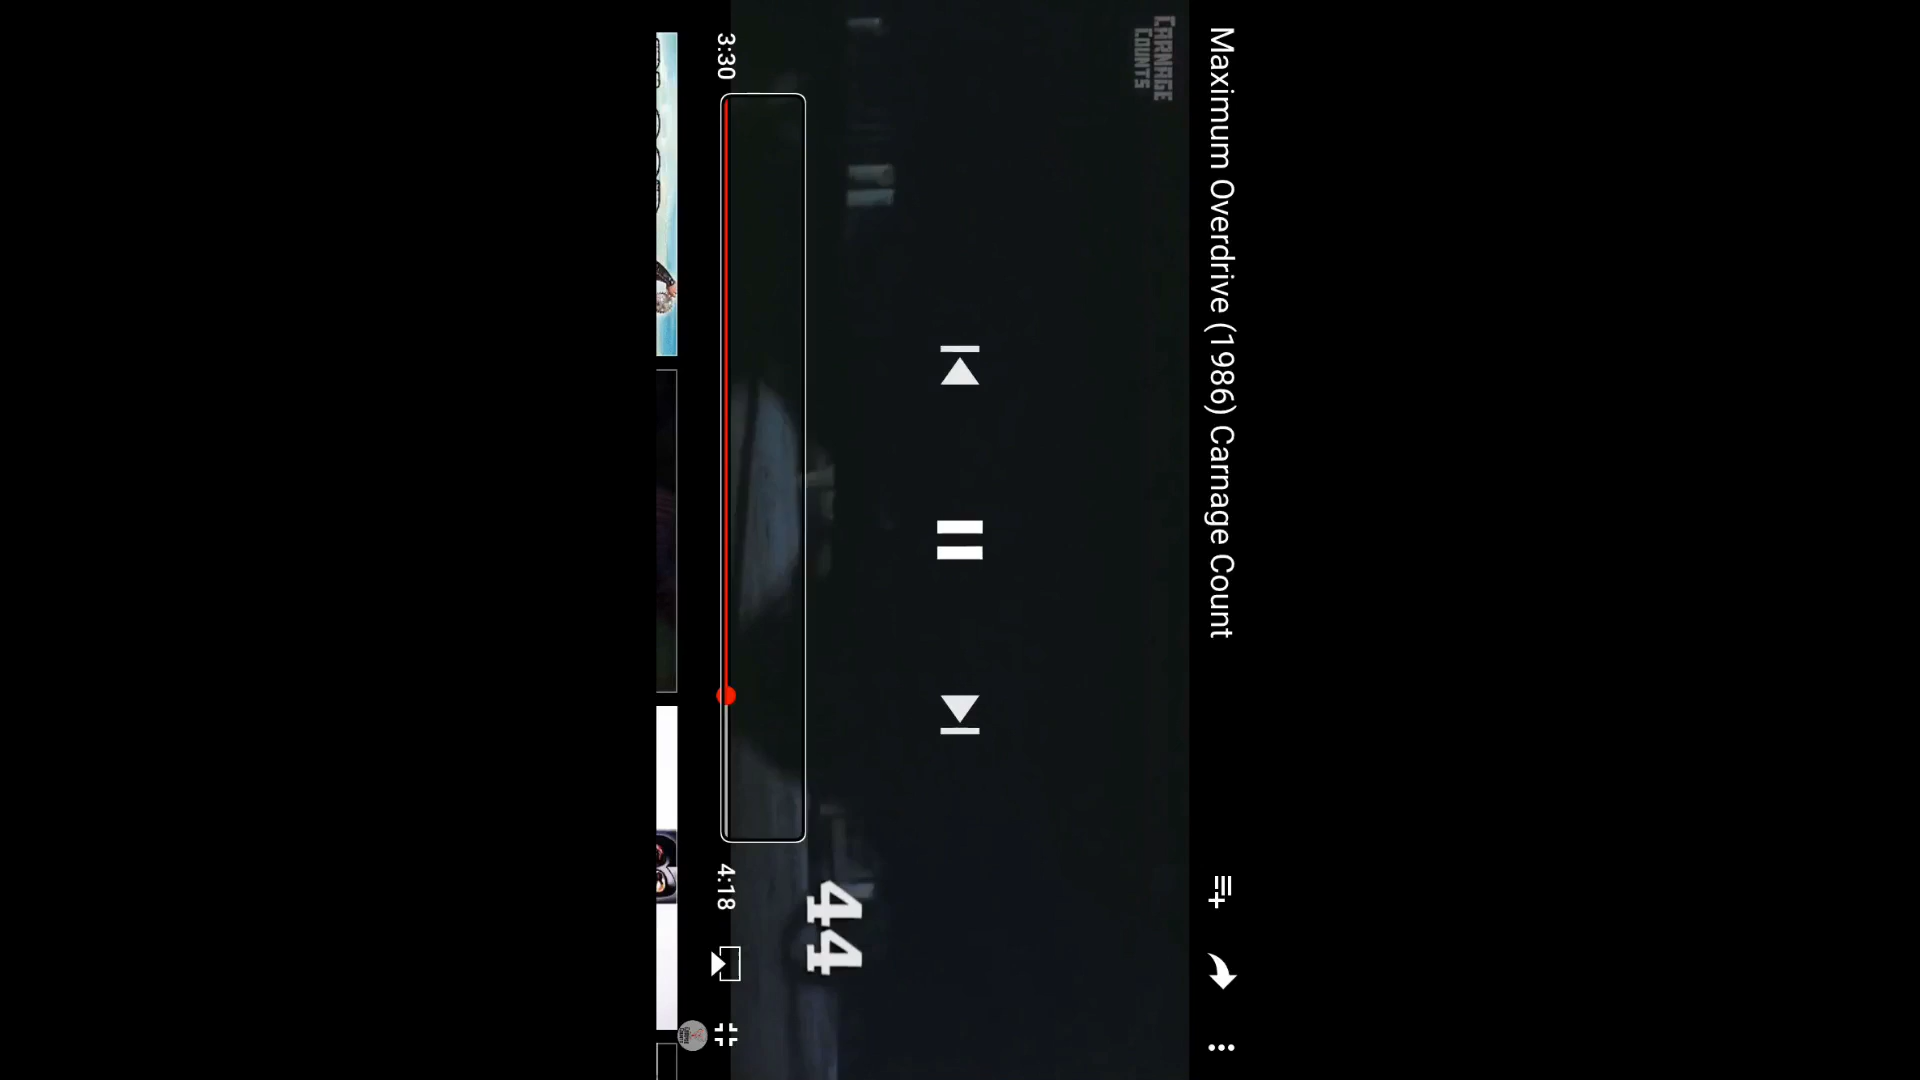 Maximum Overdrive (1986) Carnage Count
CARNAGE
COUNTS
44
3:30
4:18